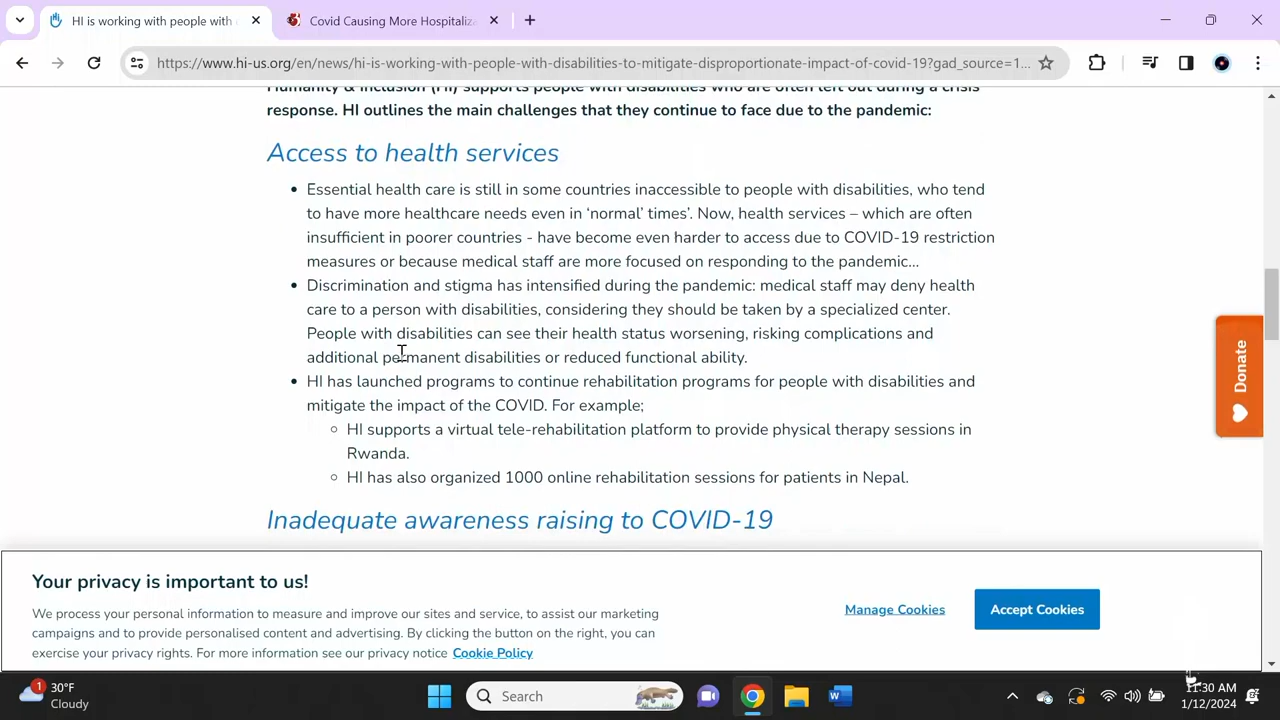 HI is working with people with
Covid Causing More Hospitaliz
https://www.hi-us.org/en/news/hi-is-working-with-people-with-disabilities-to-mitigate-disproportionate-impact-of-covid-19?gad_source=1...
Humanity & Inclusion (HI) supports people with disabilities who are often left out during a crisis
response. HI outlines the main challenges that they continue to face due to the pandemic:
Access to health services
• Essential health care is still in some countries inaccessible to people with disabilities, who tend
to have more healthcare needs even in ‘normal’ times’. Now, health services – which are often
insufficient in poorer countries - have become even harder to access due to COVID-19 restriction
measures or because medical staff are more focused on responding to the pandemic...
• Discrimination and stigma has intensified during the pandemic: medical staff may deny health
care to a person with disabilities, considering they should be taken by a specialized center.
People with disabilities can see their health status worsening, risking complications and
additional permanent disabilities or reduced functional ability.
• HI has launched programs to continue rehabilitation programs for people with disabilities and
mitigate the impact of the COVID. For example;
○ HI supports a virtual tele-rehabilitation platform to provide physical therapy sessions in
Rwanda.
○ HI has also organized 1000 online rehabilitation sessions for patients in Nepal.
Inadequate awareness raising to COVID-19
Donate
Your privacy is important to us!
We process your personal information to measure and improve our sites and service, to assist our marketing
campaigns and to provide personalised content and advertising. By clicking the button on the right, you can
exercise your privacy rights. For more information see our privacy notice Cookie Policy
Manage Cookies
Accept Cookies
1
30°F
Cloudy
Search
W
11:30 AM
1/12/2024